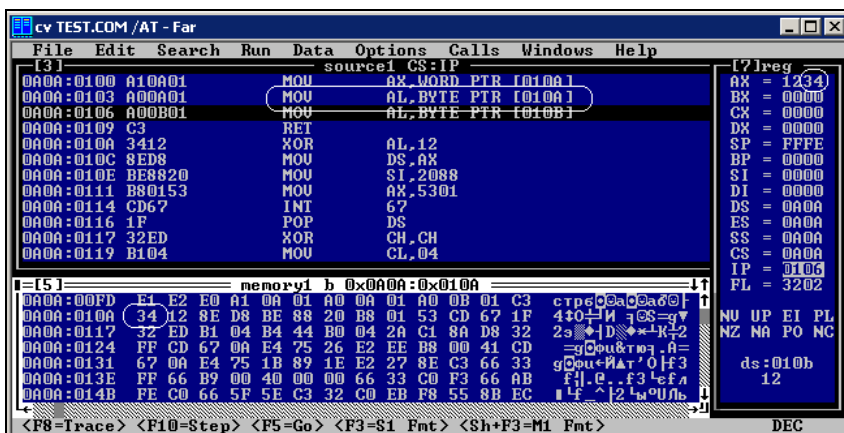 cv TEST.COM /AT - Far
File Edit Search Run Data Options Calls Windows Help
[3] source1 CS:IP
0A0A:0100 A10A01 MOV AX,WORD PTR [010A]
0A0A:0103 A00A01 MOV AL,BYTE PTR [010A]
0A0A:0106 A00B01 MOV AL,BYTE PTR [010B]
0A0A:0109 C3 RET
0A0A:010A 3412 XOR AL,12
0A0A:010C 8ED8 MOV DS,AX
0A0A:010E BE8820 MOV SI,2088
0A0A:0111 B80153 MOV AX,5301
0A0A:0114 CD67 INT 67
0A0A:0116 1F POP DS
0A0A:0117 32ED XOR CH,CH
0A0A:0119 B104 MOV CL,04
[7]reg
AX = 1234
BX = 0000
CX = 0000
DX = 0000
SP = FFFE
BP = 0000
SI = 0000
DI = 0000
DS = 0A0A
ES = 0A0A
SS = 0A0A
CS = 0A0A
IP = 0106
FL = 3202
NV UP EI PL
NZ NA PO NC
ds:010b
12
[5] memory1 b 0x0A0A:0x010A
0A0A:00FD E1 E2 E0 A1 0A 01 A0 0A 01 A0 0B 01 C3
0A0A:010A 34 12 8E D8 BE 88 20 B8 01 53 CD 67 1F
0A0A:0117 32 ED B1 04 B4 44 B0 04 2A C1 8A D8 32
0A0A:0124 FF CD 67 0A E4 75 26 E2 EE B8 00 41 CD
0A0A:0131 67 0A E4 75 1B 89 1E E2 27 8E C3 66 33
0A0A:013E FF 66 B9 00 40 00 00 66 33 C0 F3 66 AB
0A0A:014B FE C0 66 5F 5E C3 32 C0 EB F8 55 8B EC
<F8=Trace> <F10=Step> <F5=Go> <F3=S1 Fmt> <Sh+F3=M1 Fmt> DEC